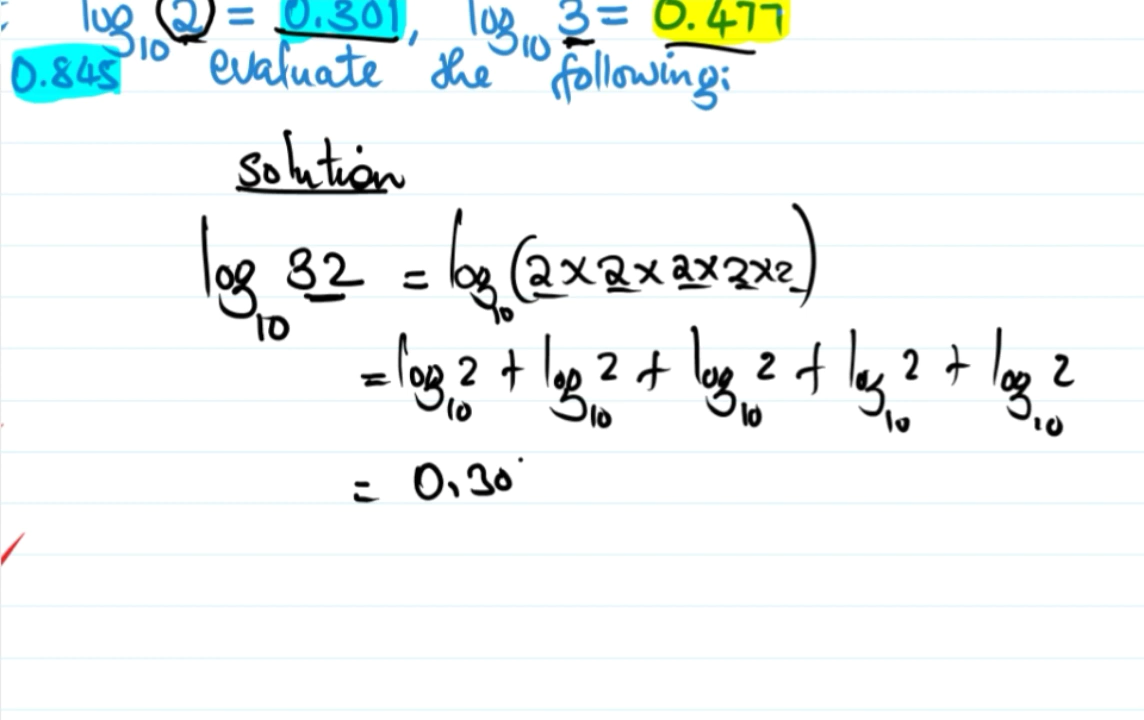 log₁₀ 2 = 0.301, log₁₀ 3 = 0.477
0.845 evaluate the following:
solution
log₁₀ 32 = log₁₀ (2 x 2 x 2 x 2 x 2)
= log₁₀ 2 + log₁₀ 2 + log₁₀ 2 + log₁₀ 2 + log₁₀ 2
= 0.30